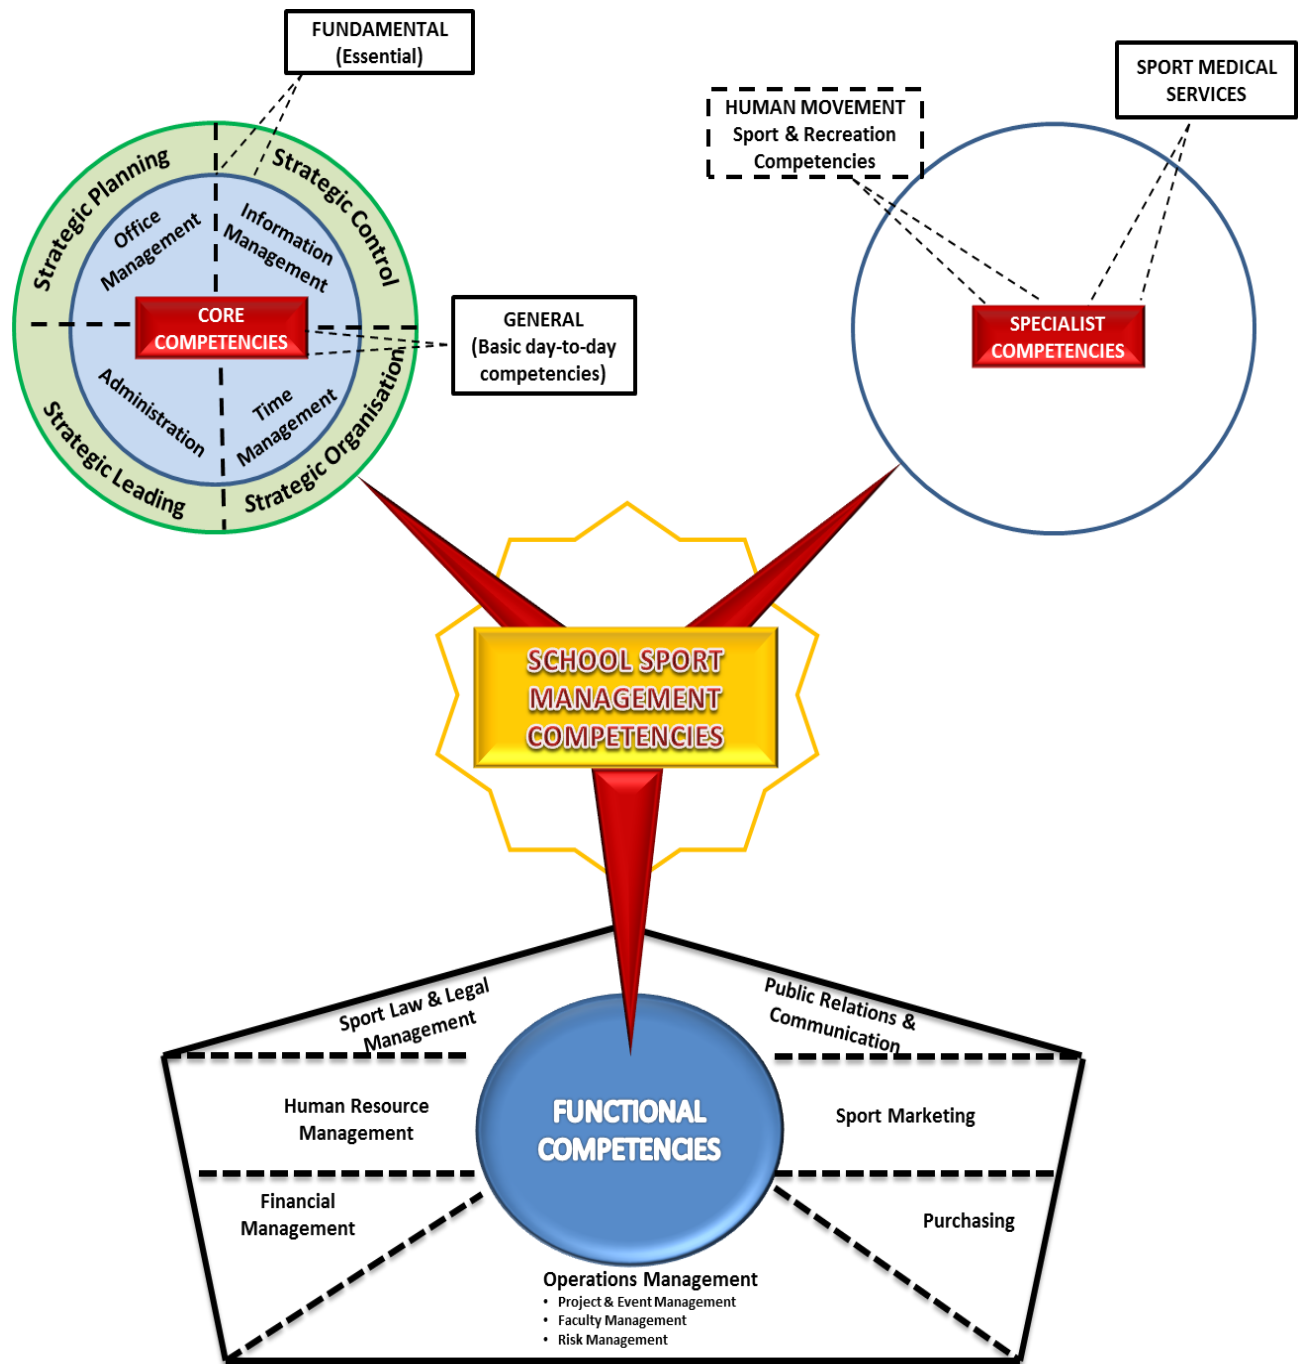 FUNDAMENTAL
(Essential)
SPORT MEDICAL
SERVICES
HUMAN MOVEMENT
Sport & Recreation
Competencies
Strategic Planning
Strategic Control
Office
Management
Information
Management
CORE
COMPETENCIES
GENERAL
(Basic day-to-day
competencies)
SPECIALIST
COMPETENCIES
Administration
Time
Management
Strategic Leading
Strategic Organisation
SCHOOL SPORT
MANAGEMENT
COMPETENCIES
Sport Law & Legal
Management
Public Relations &
Communication
Human Resource
Management
FUNCTIONAL
COMPETENCIES
Sport Marketing
Financial
Management
Purchasing
Operations Management
• Project & Event Management
• Faculty Management
• Risk Management